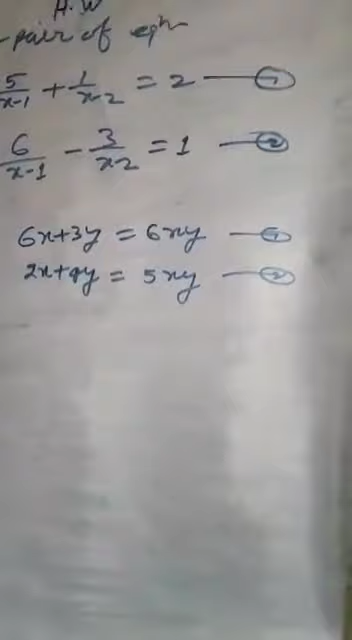 H.W
- pair of eqn
5/(x-1) + 1/(x-2) = 2 — ①
6/(x-1) - 3/(x-2) = 1 — ②
6x+3y = 6xy — ①
2x+4y = 5xy — ②